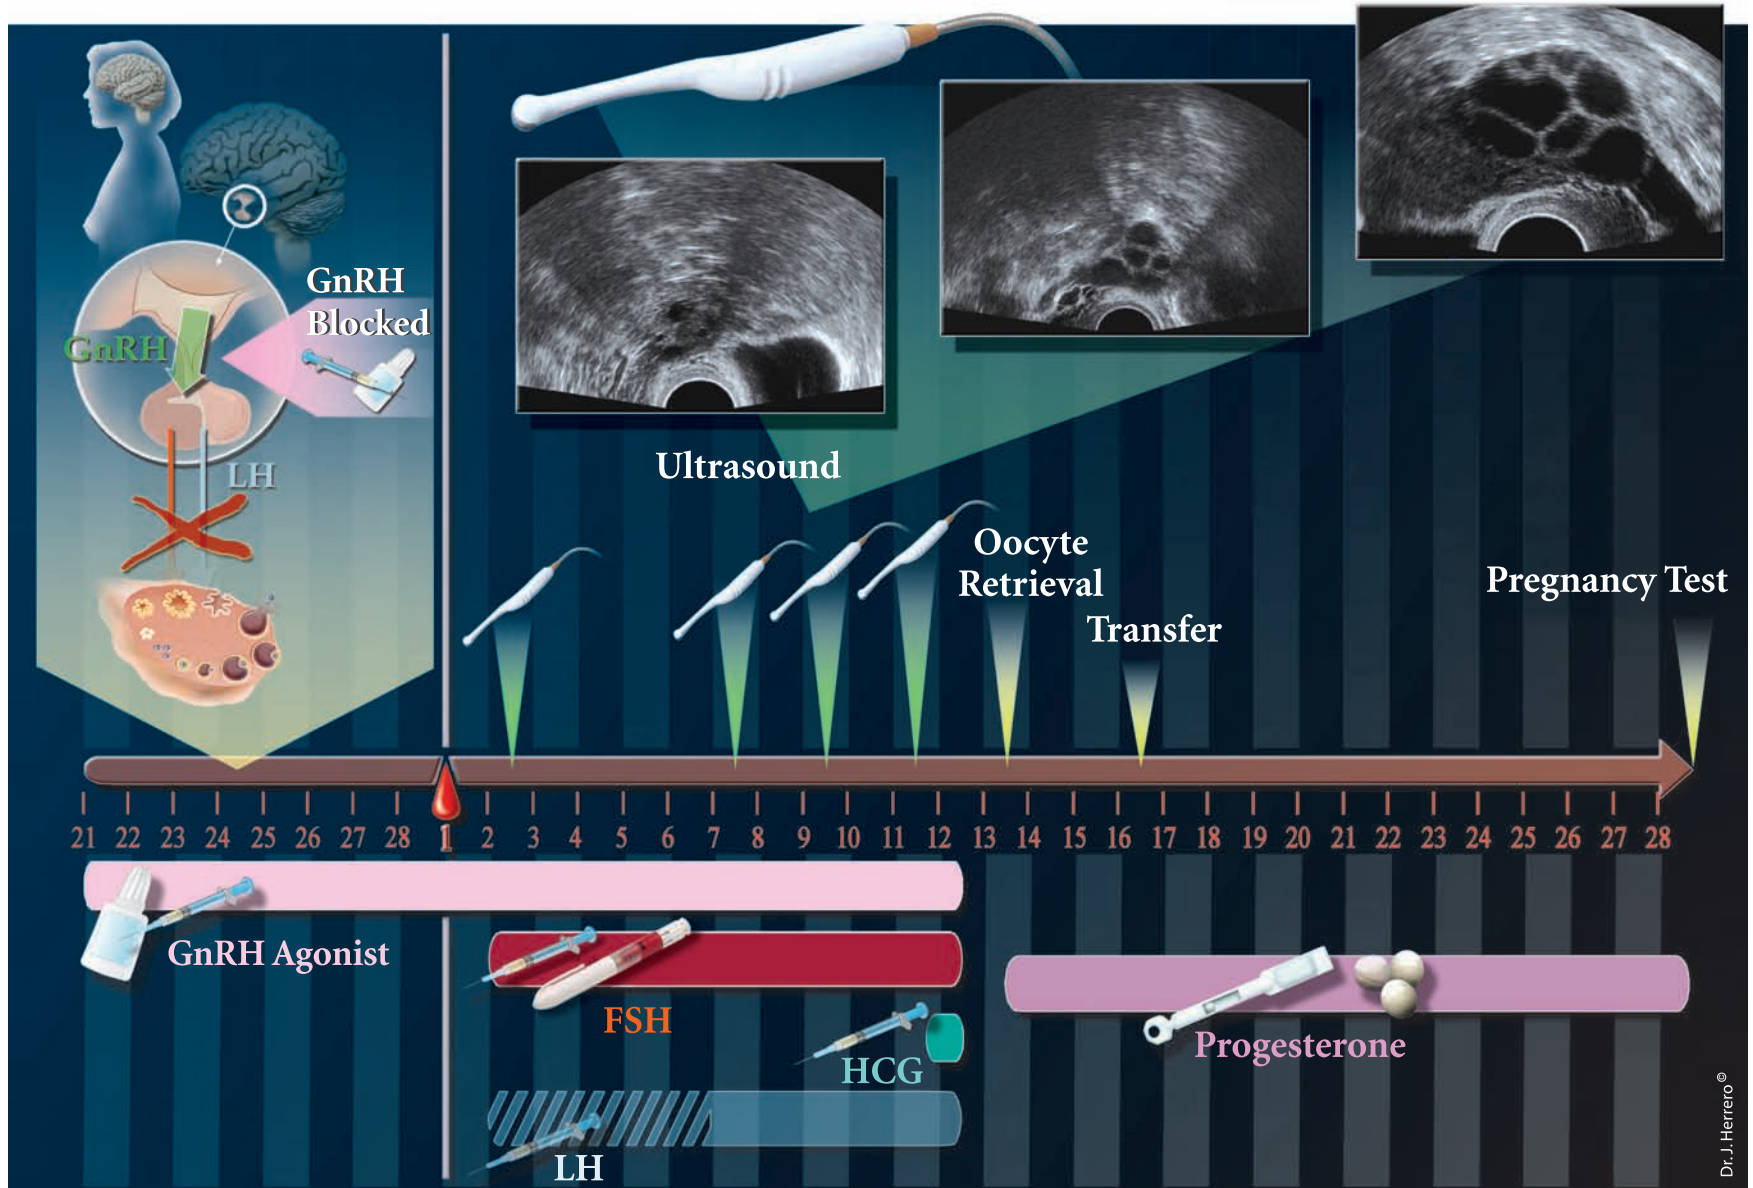 GnRH
Blocked
GnRH
LH
Ultrasound
Oocyte
Retrieval
Transfer
Pregnancy Test
21 22 23 24 25 26 27 28 1 2 3 4 5 6 7 8 9 10 11 12 13 14 15 16 17 18 19 20 21 22 23 24 25 26 27 28
GnRH Agonist
FSH
HCG
LH
Progesterone
Dr. J. Herrero©